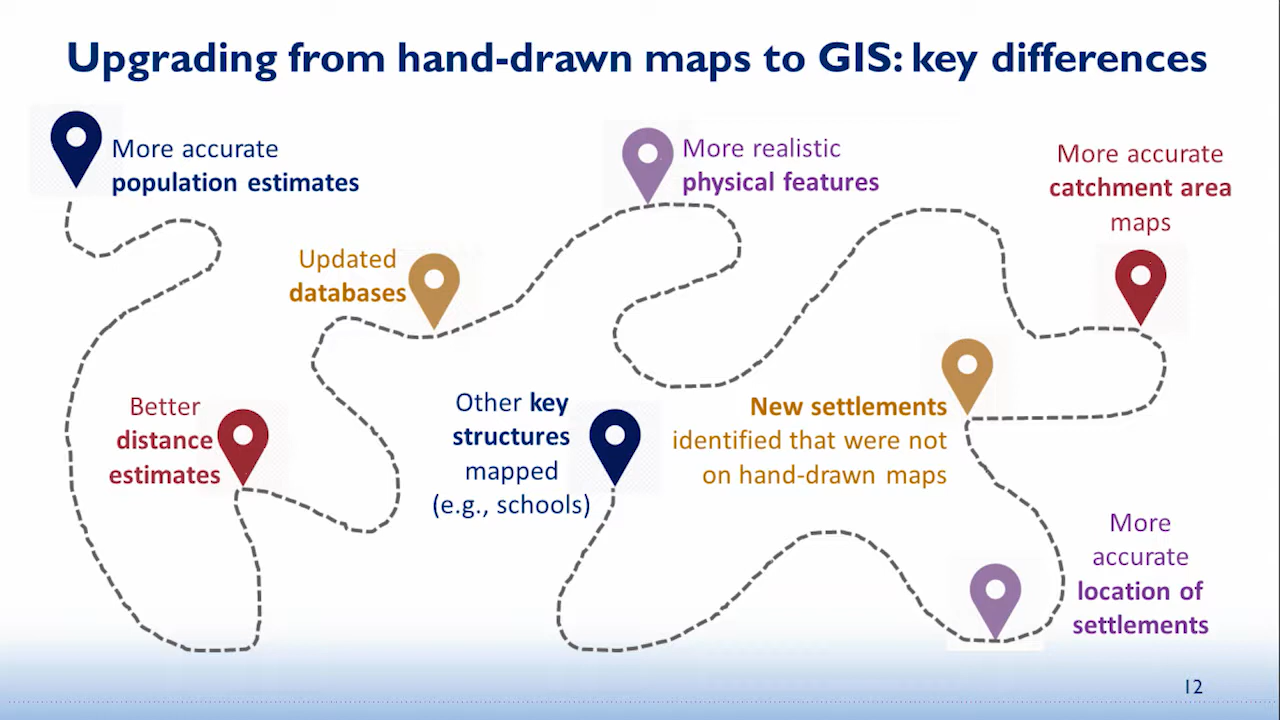 Upgrading from hand-drawn maps to GIS: key differences
More accurate
population estimates
Better
distance
estimates
Updated
databases
More realistic
physical features
More accurate
catchment area
maps
New settlements
identified that were not
on hand-drawn maps
More
accurate
location of
settlements
Other key
structures
mapped
(e.g., schools)
12